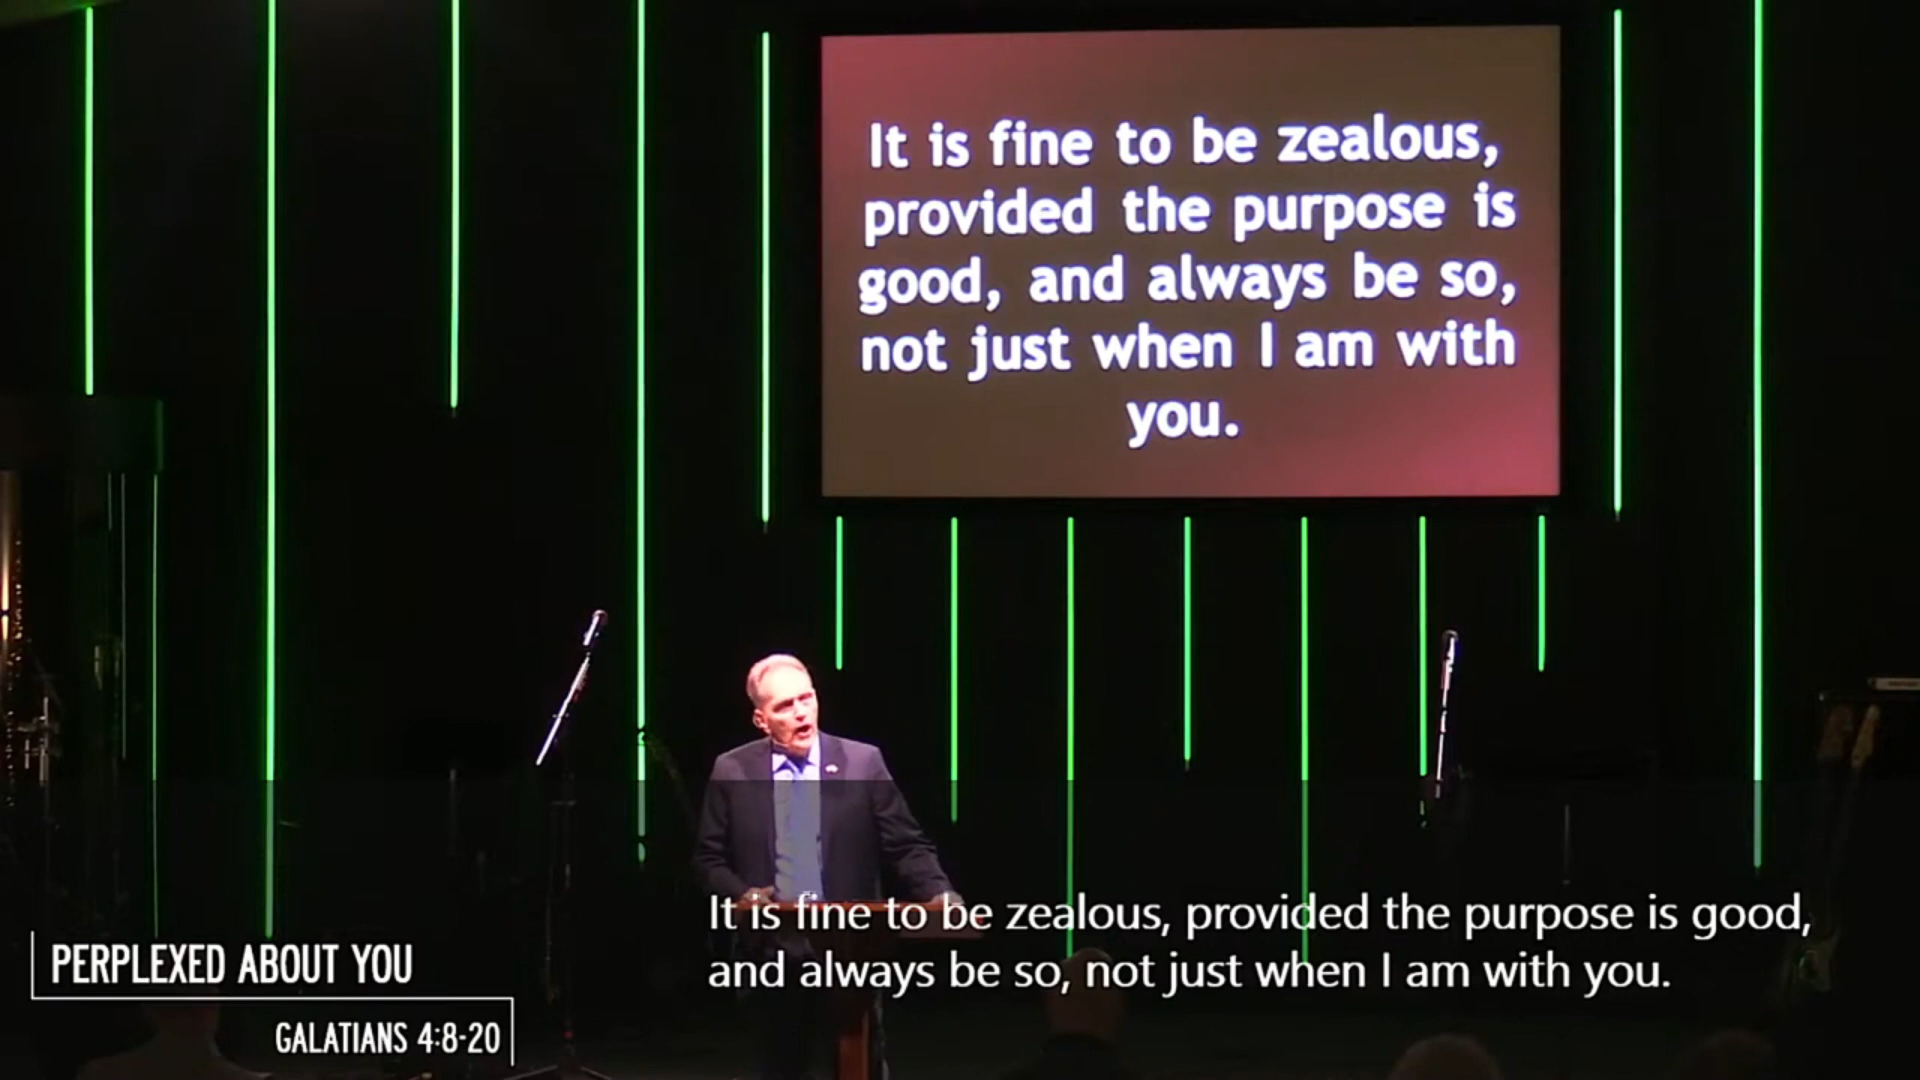 It is fine to be zealous,
provided the purpose is
good, and always be so,
not just when I am with
you.
It is fine to be zealous, provided the purpose is good,
and always be so, not just when I am with you.
PERPLEXED ABOUT YOU
GALATIANS 4:8-20